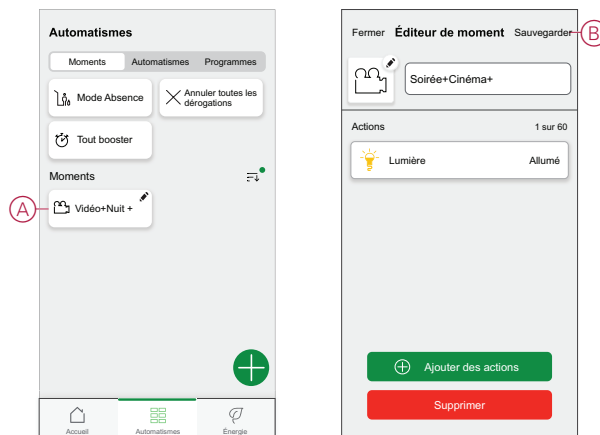 Automatismes
Moments Automatismes Programmes
Mode Absence
Annuler toutes les
dérogations
Tout booster
Moments
A
Vidéo+Nuit +
Accueil Automatismes Énergie
Fermer Éditeur de moment Sauvegarder
B
Soirée+Cinéma+
Actions 1 sur 60
Lumière Allumé
Ajouter des actions
Supprimer